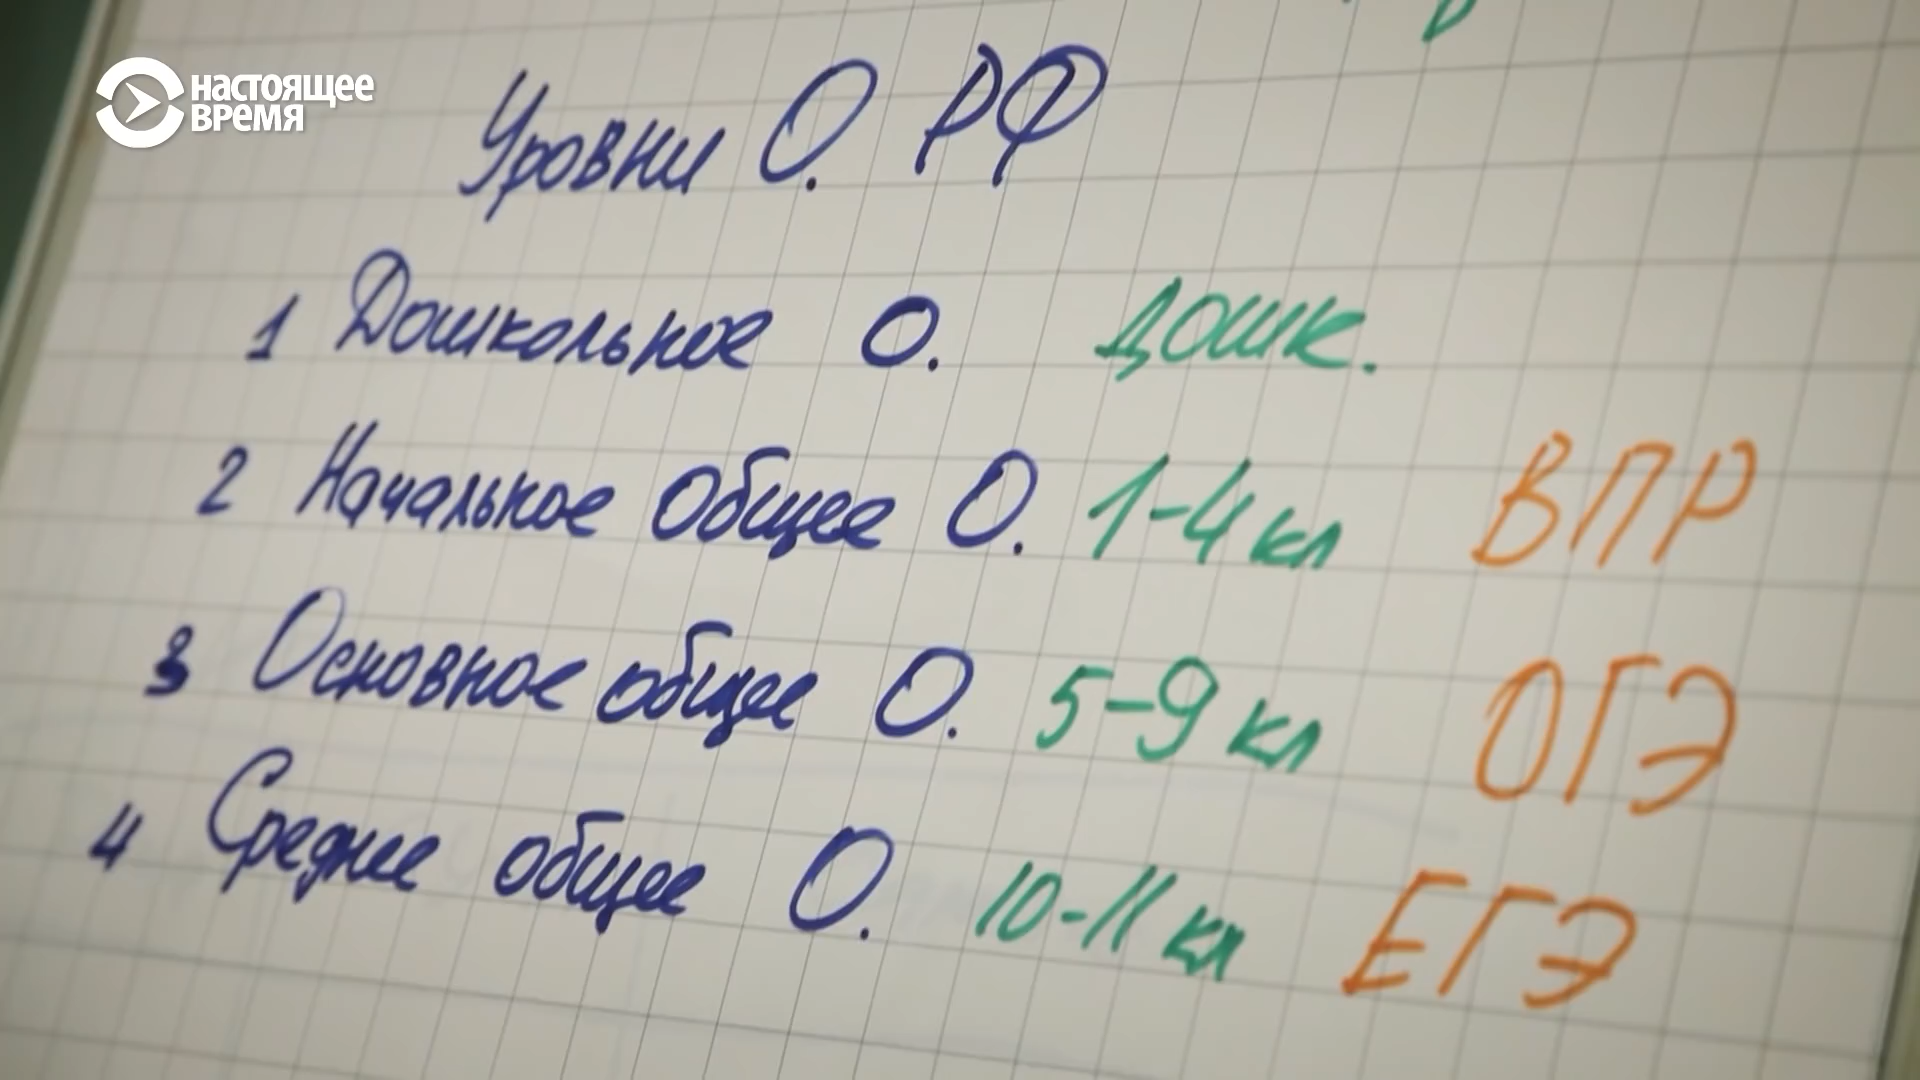 НАСТОЯЩЕЕ
ВРЕМЯ
Уровни О. РФ
1 Дошкольное О. дошк.
2 Начальное общее О. 1-4 кл ВПР
3 Основное общее О. 5-9 кл ОГЭ
4 Среднее общее О. 10-11 кл ЕГЭ